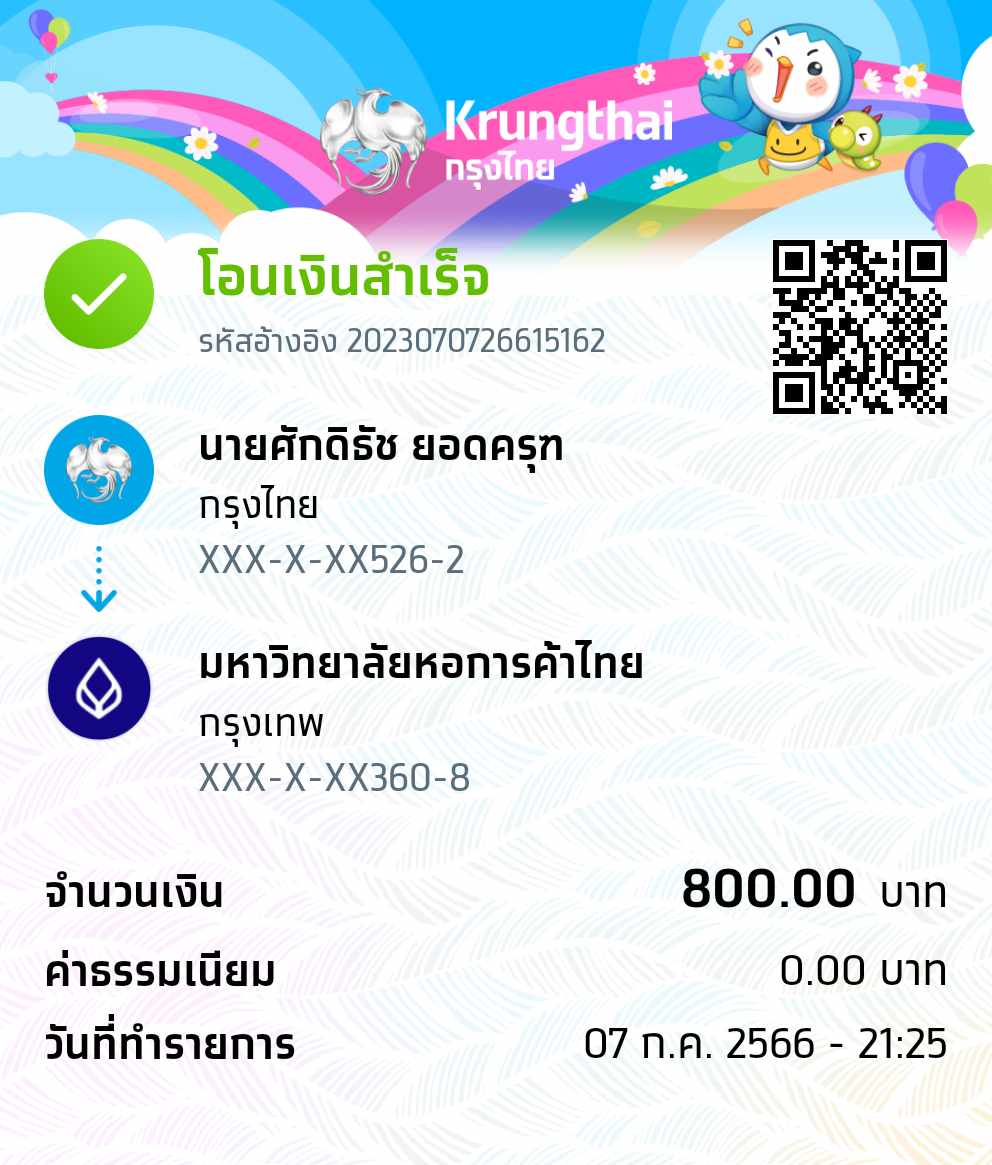 Krungthai
กรุงไทย
โอนเงินสำเร็จ
รหัสอ้างอิง 2023070726615162
นายศักดิธัช ยอดครุฑ
กรุงไทย
XXX-X-XX526-2
มหาวิทยาลัยหอการค้าไทย
กรุงเทพ
XXX-X-XX360-8
จำนวนเงิน 800.00 บาท
ค่าธรรมเนียม 0.00 บาท
วันที่ทำรายการ 07 ก.ค. 2566 - 21:25